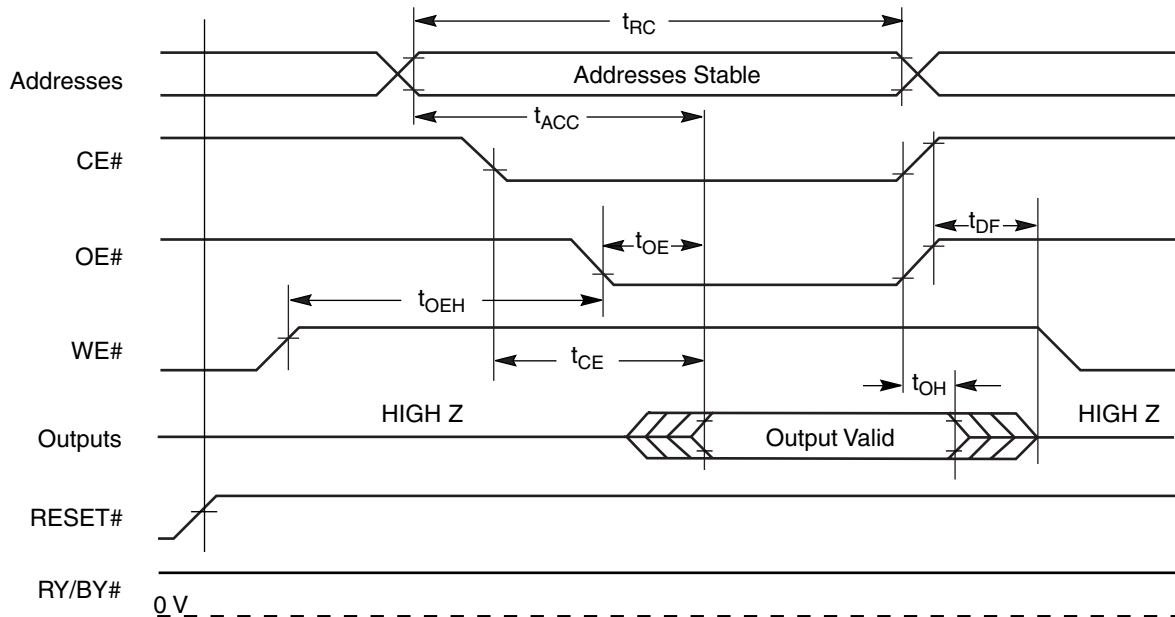 tRC
Addresses
Addresses Stable
tACC
CE#
tDF
OE#
tOE
tOEH
WE#
tCE
tOH
HIGH Z
HIGH Z
Outputs
Output Valid
RESET#
RY/BY#
0 V